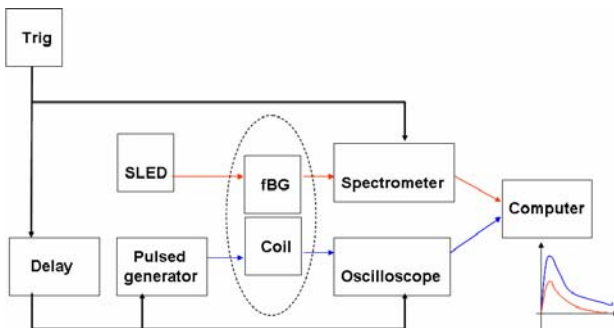 Trig
SLED
fBG
Spectrometer
Computer
Delay
Pulsed
generator
Coil
Oscilloscope